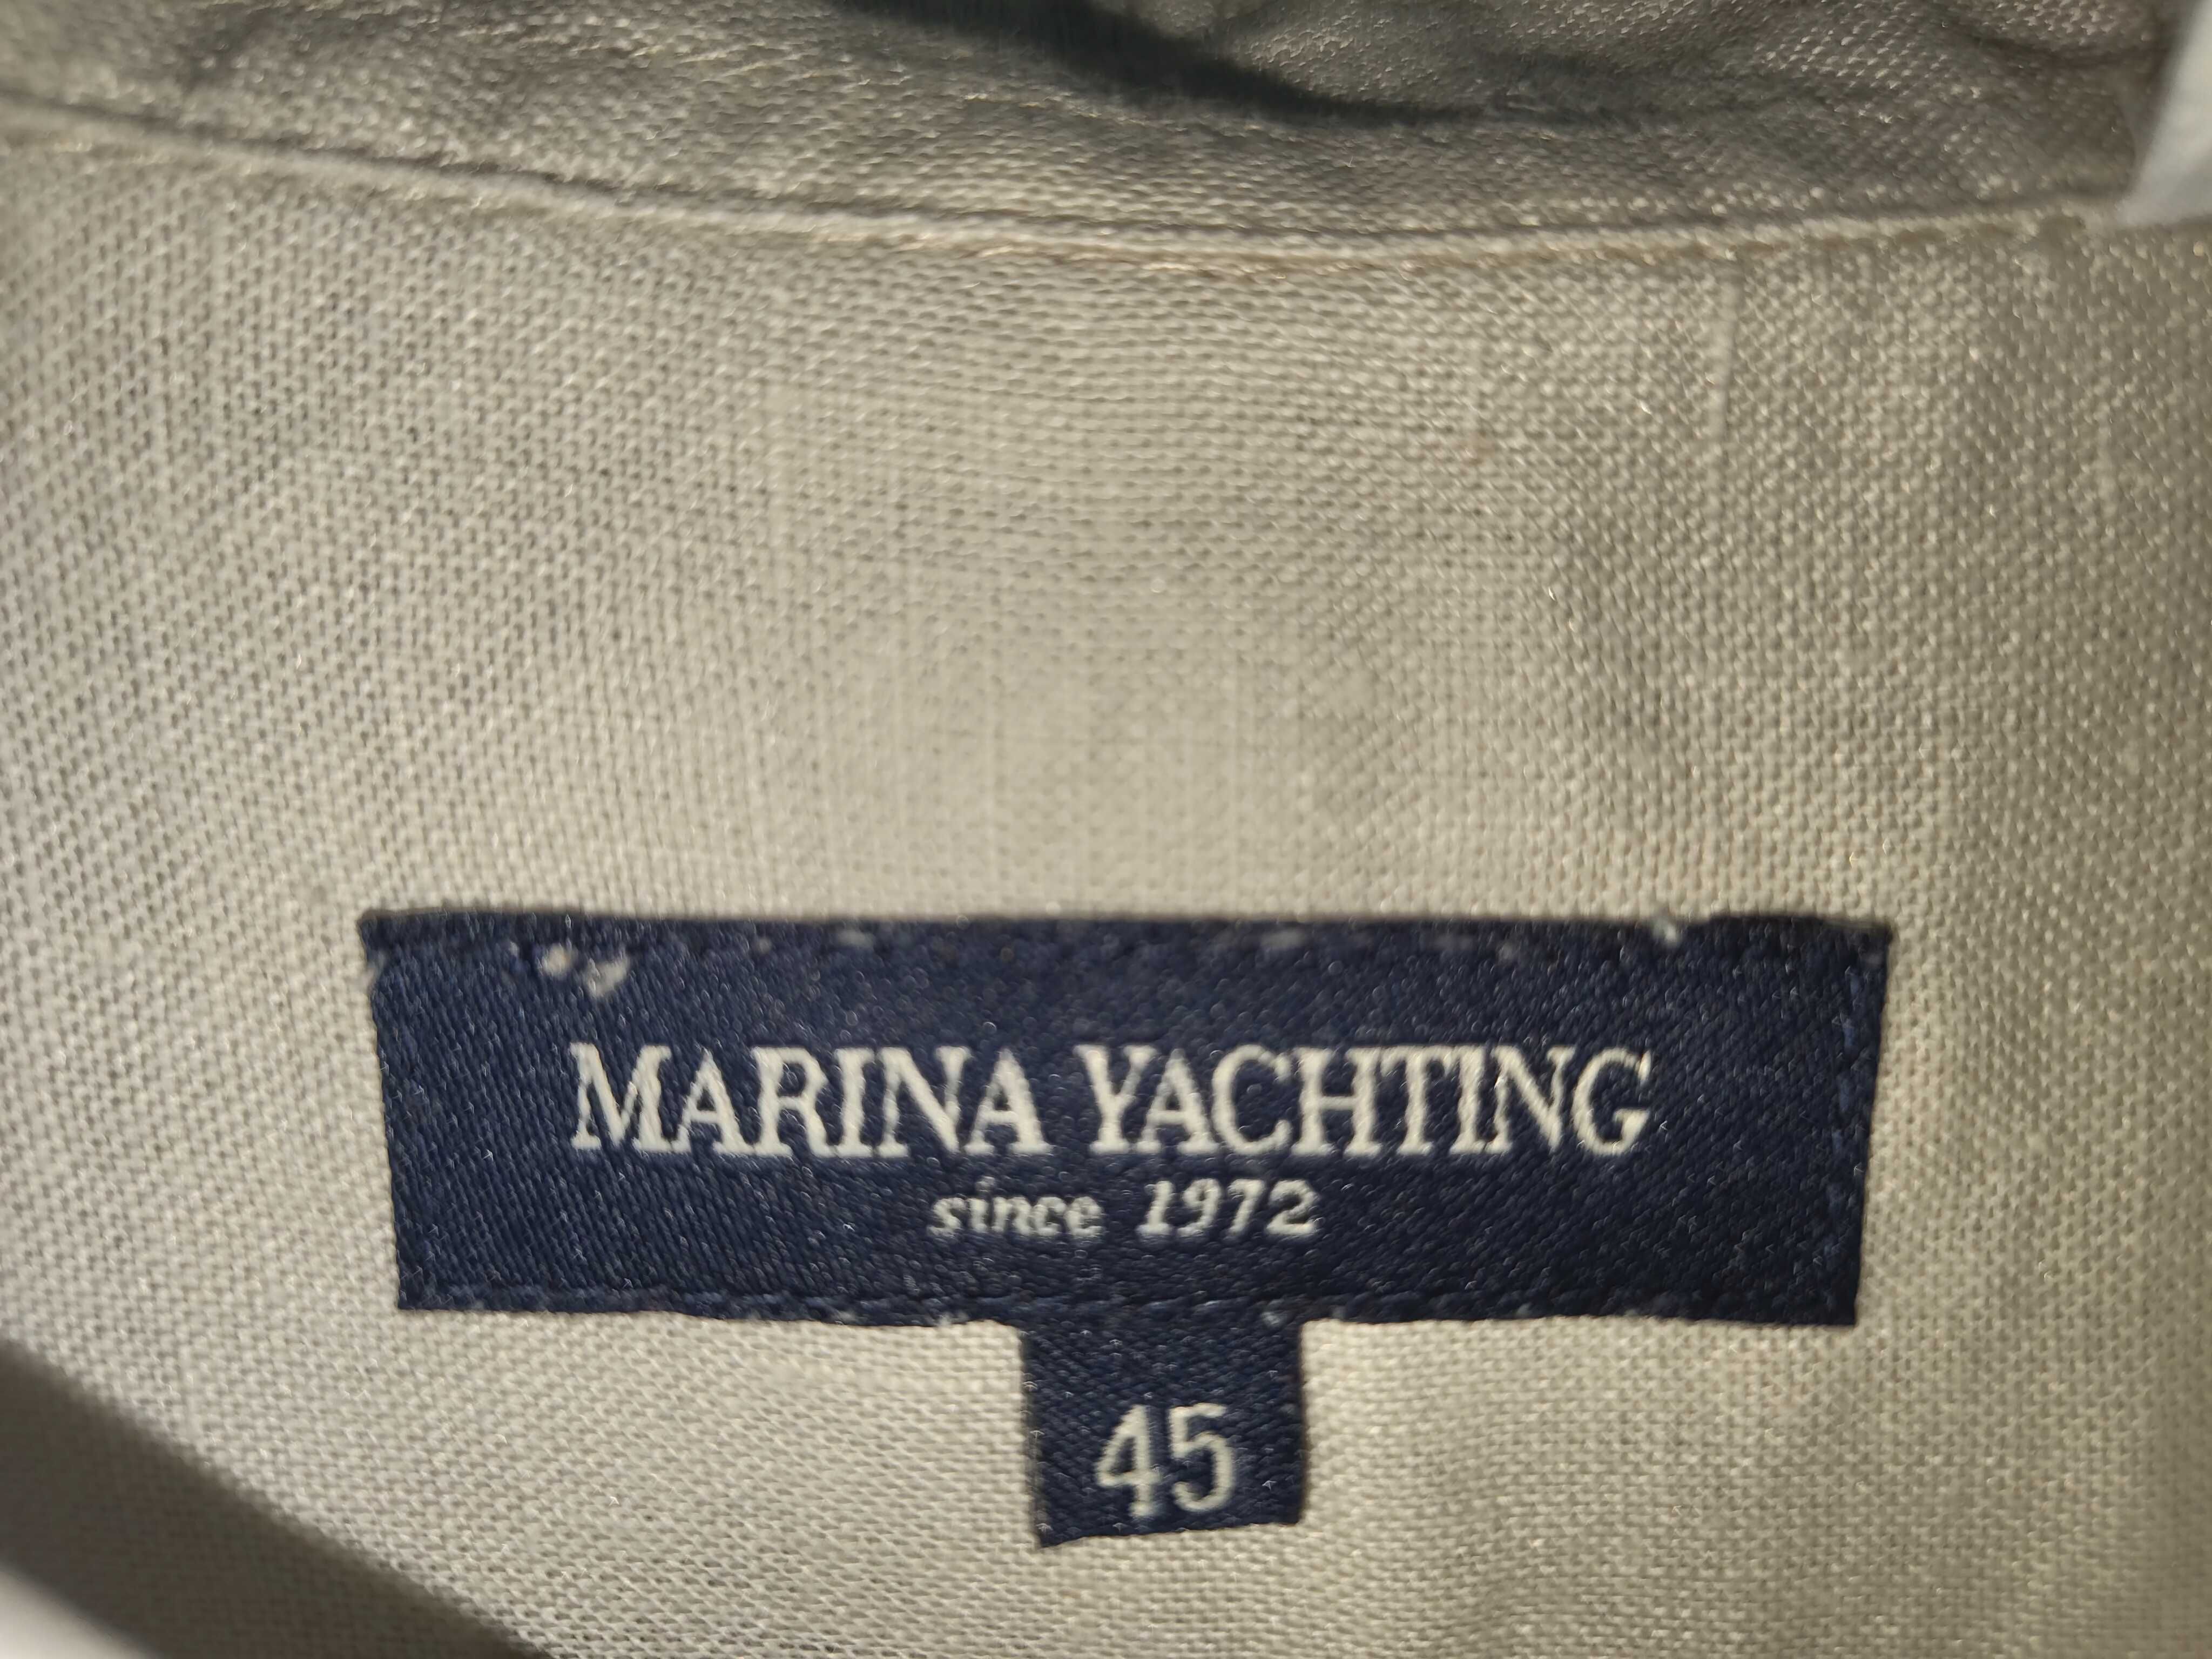 MARINA YACHTING
since 1972
45